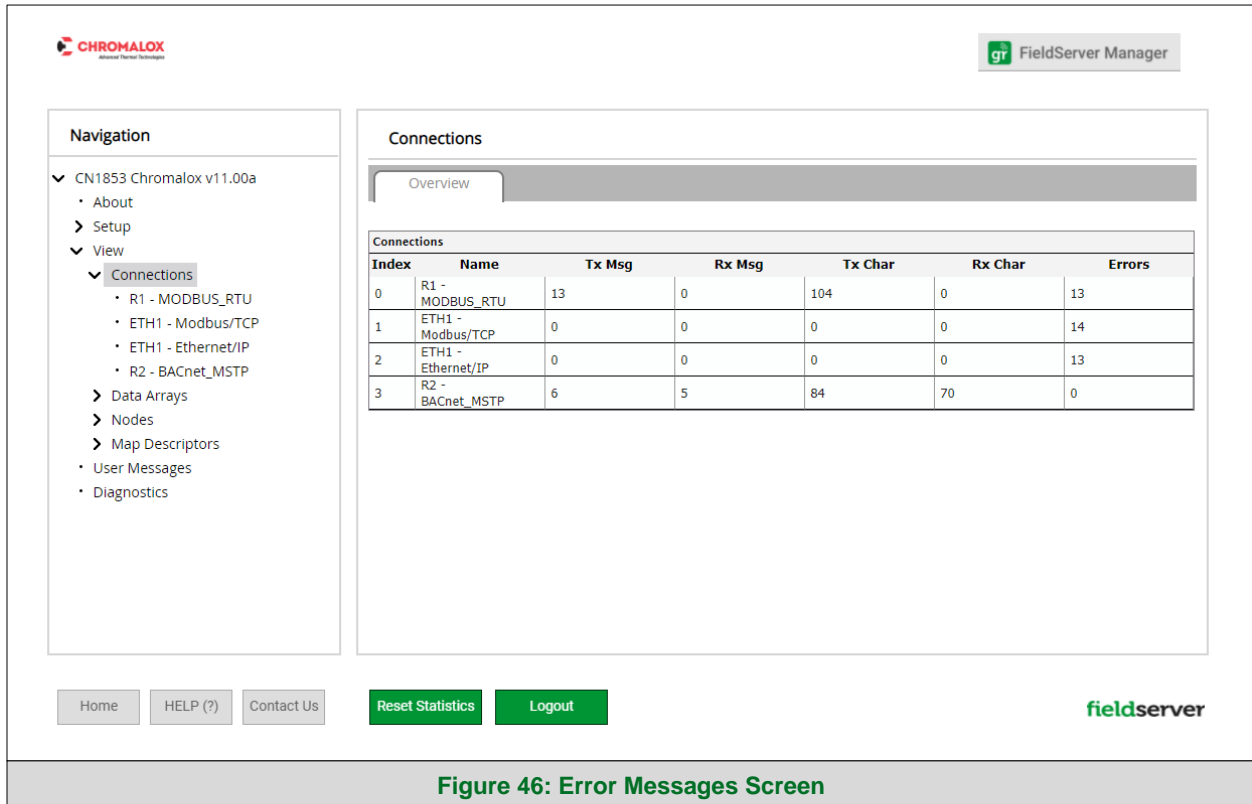 CHROMALOX
Advanced Thermal Technologies
gr FieldServer Manager
Navigation
CN1853 Chromalox v11.00a
About
Setup
View
Connections
R1 - MODBUS_RTU
ETH1 - Modbus/TCP
ETH1 - Ethernet/IP
R2 - BACnet_MSTP
Data Arrays
Nodes
Map Descriptors
User Messages
Diagnostics
Connections
Overview
Connections
Index Name Tx Msg Rx Msg Tx Char Rx Char Errors
0 R1 - MODBUS_RTU 13 0 104 0 13
1 ETH1 - Modbus/TCP 0 0 0 0 14
2 ETH1 - Ethernet/IP 0 0 0 0 13
3 R2 - BACnet_MSTP 6 5 84 70 0
Home HELP (?) Contact Us Reset Statistics Logout
fieldserver
Figure 46: Error Messages Screen